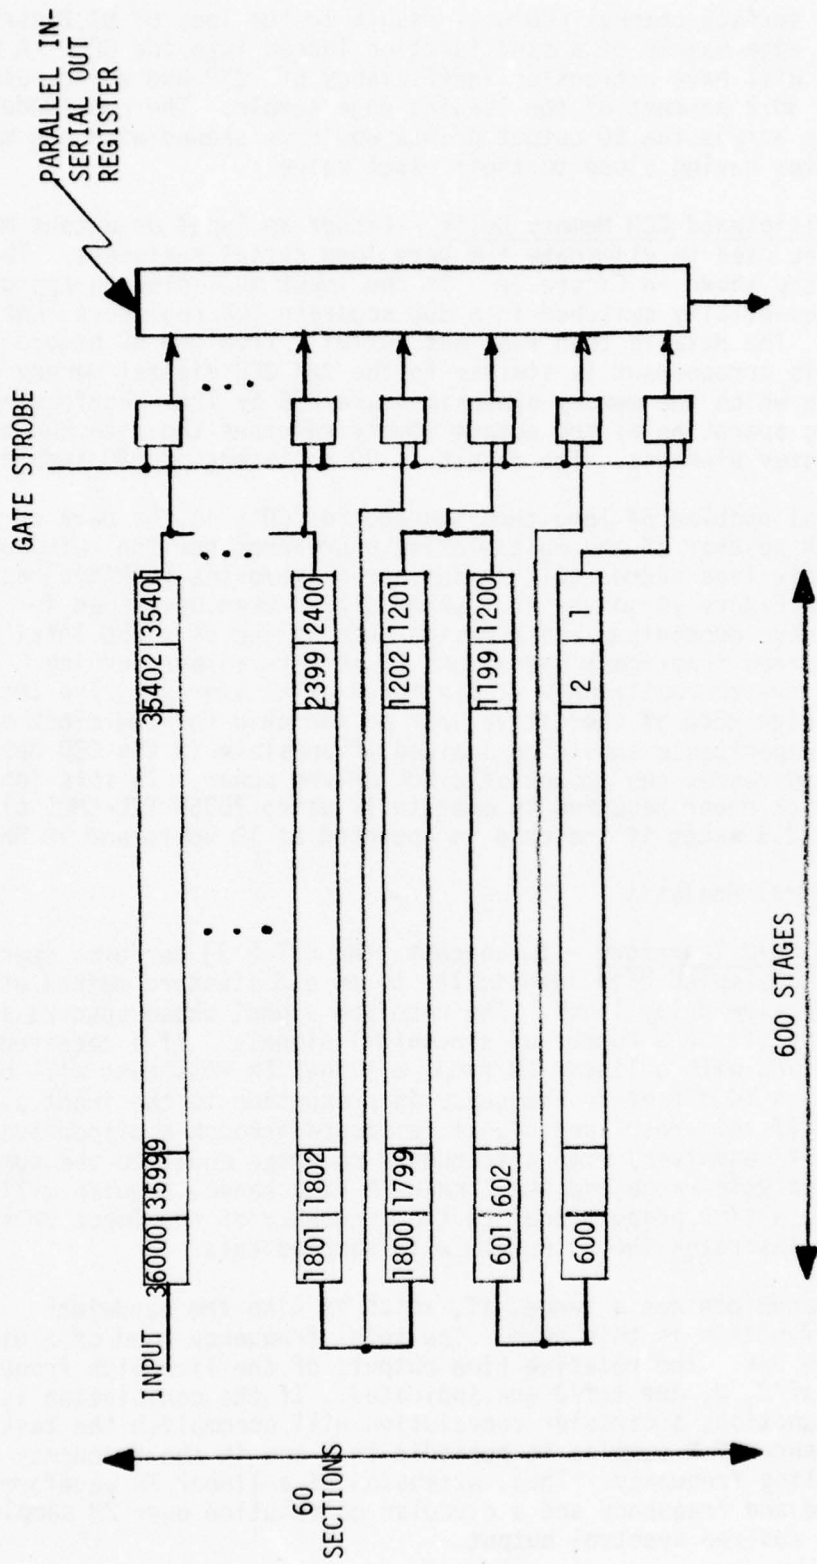 PARALLEL IN-
SERIAL OUT
REGISTER
GATE STROBE
INPUT
36000 35999 35402 35401
1801 1802 2399 2400
1800 1799 1202 1201
601 602 1199 1200
600 2 1
60
SECTIONS
600 STAGES